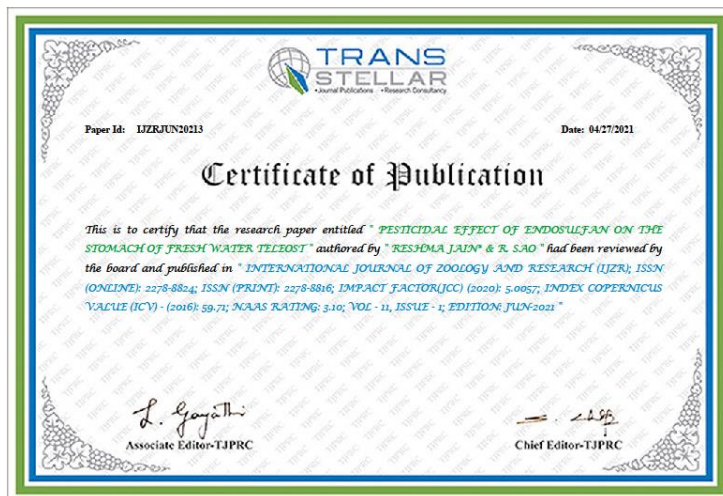 TRANS
STELLAR
•Journal Publications •Research Consultancy
Paper Id: IJZRJUN20213 Date: 04/27/2021
Certificate of Publication
This is to certify that the research paper entitled " PESTICIDAL EFFECT OF ENDOSULFAN ON THE
STOMACH OF FRESH WATER TELEOST " authored by " RESHMA JAIN* & R. SAO " had been reviewed by
the board and published in " INTERNATIONAL JOURNAL OF ZOOLOGY AND RESEARCH (IJZR); ISSN
(ONLINE): 2278-8824; ISSN (PRINT): 2278-8816; IMPACT FACTOR(JCC) (2020): 5.0057; INDEX COPERNICUS
VALUE (ICV) - (2016): 59.71; NAAS RATING: 3.10; VOL - 11, ISSUE - 1; EDITION: JUN-2021 "
L. Gayathri
Associate Editor-TJPRC Chief Editor-TJPRC